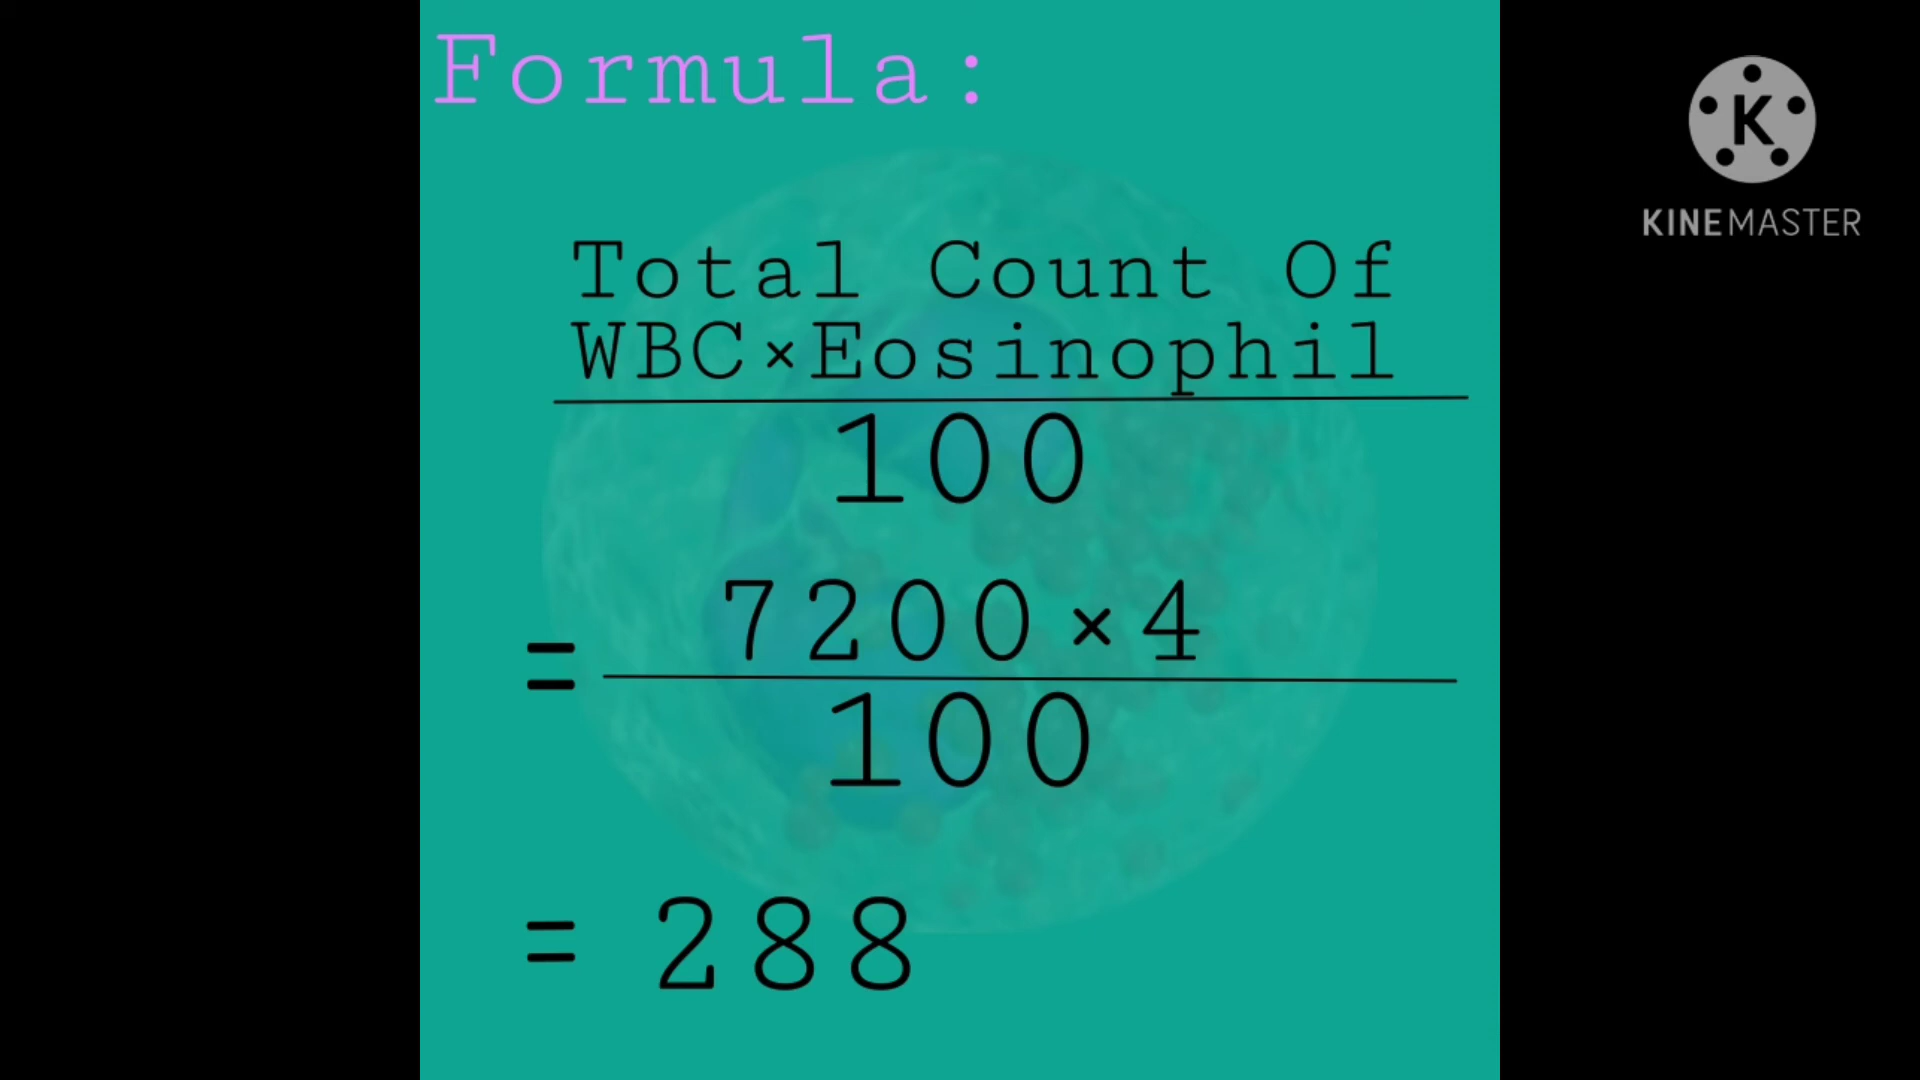 Formula:
Total Count Of
WBC×Eosinophil
100
= 7200×4
100
= 288
K
KINEMASTER